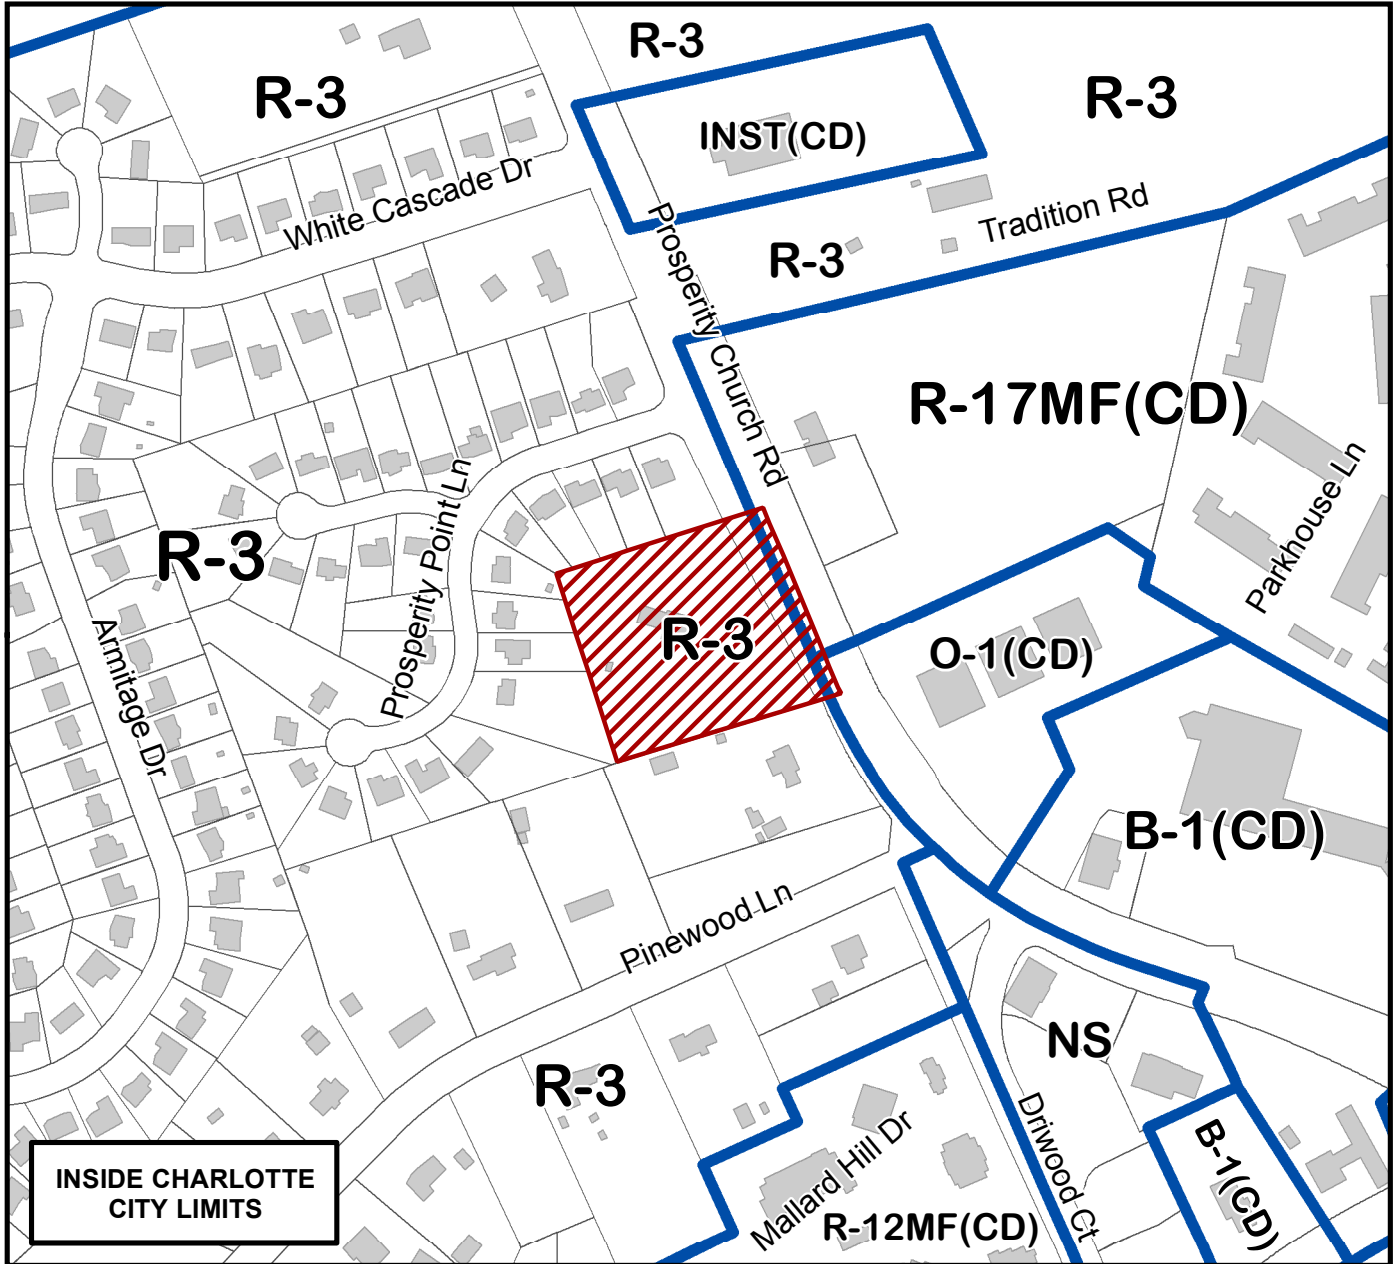 R-3
R-3
R-3
INST(CD)
White Cascade Dr
Tradition Rd
R-3
Prosperity Church Rd
R-17MF(CD)
Parkhouse Ln
Prosperity Point Ln
R-3
R-3
O-1(CD)
Armitage Dr
B-1(CD)
Pinewood Ln
NS
R-3
Driwood Ct
Mallard Hill Dr
B-1(CD)
R-12MF(CD)
INSIDE CHARLOTTE
CITY LIMITS